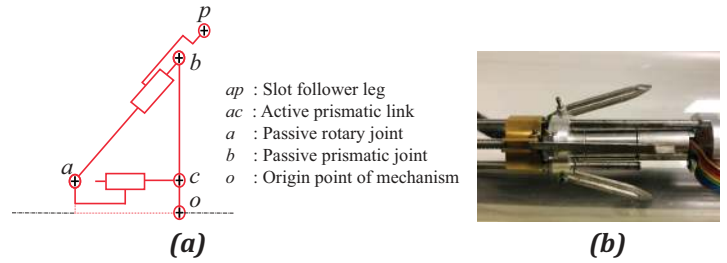 p
b
a
c
o
ap : Slot follower leg
ac : Active prismatic link
a : Passive rotary joint
b : Passive prismatic joint
o : Origin point of mechanism
(a)
(b)